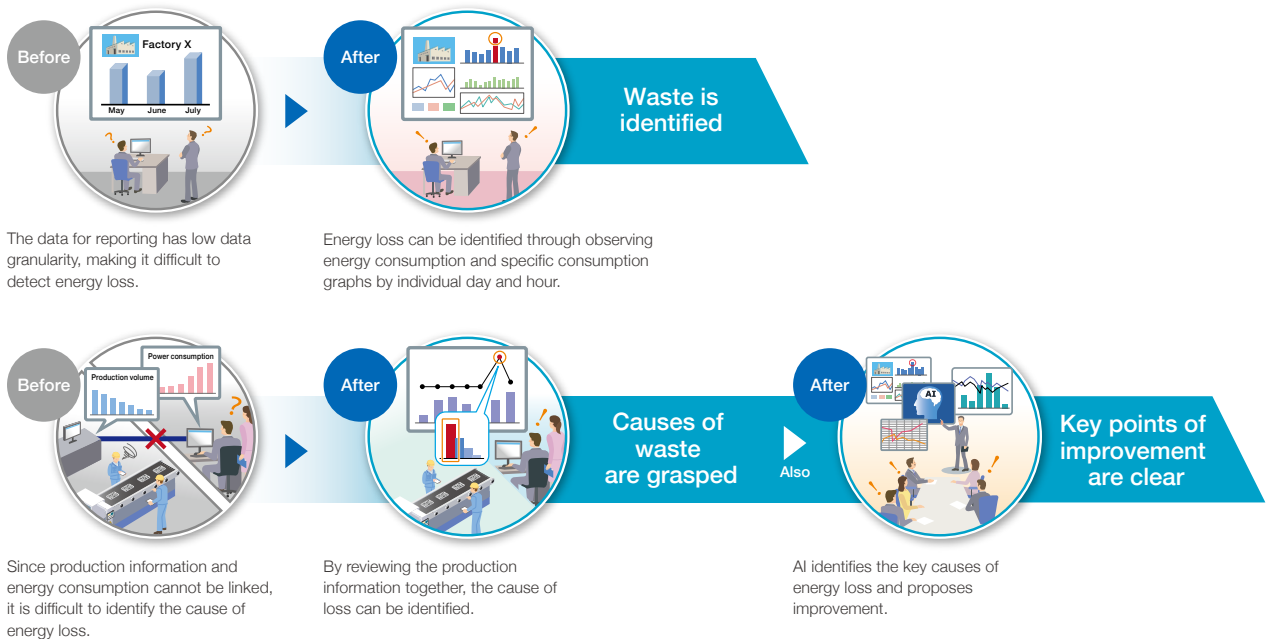 Before
Factory X
May June July
After
Waste is
identified
The data for reporting has low data
granularity, making it difficult to
detect energy loss.
Energy loss can be identified through observing
energy consumption and specific consumption
graphs by individual day and hour.
Before
Power consumption
Production volume
?
After
Causes of
waste
are grasped
Also
After
AI
Key points of
improvement
are clear
Since production information and
energy consumption cannot be linked,
it is difficult to identify the cause of
energy loss.
By reviewing the production
information together, the cause of
loss can be identified.
AI identifies the key causes of
energy loss and proposes
improvement.